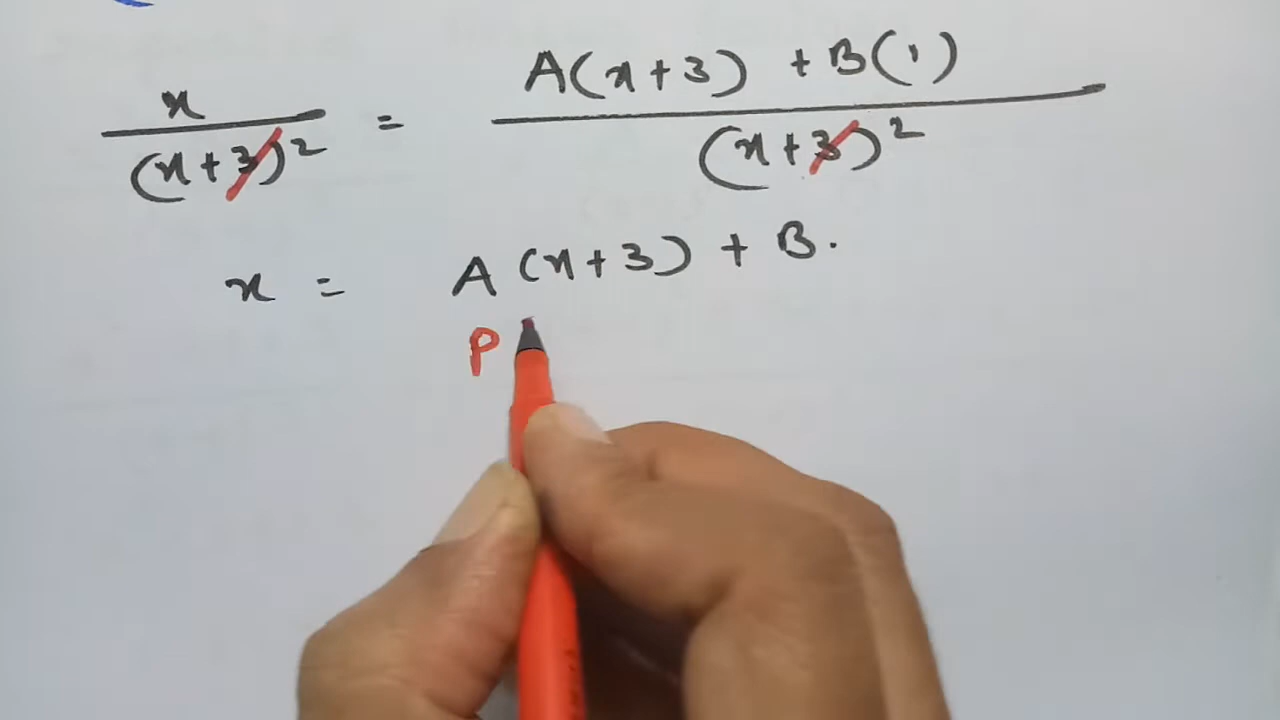 x/(x+3)² = A(x+3) + B(1)/(x+3)²
x = A(x+3) + B.
P